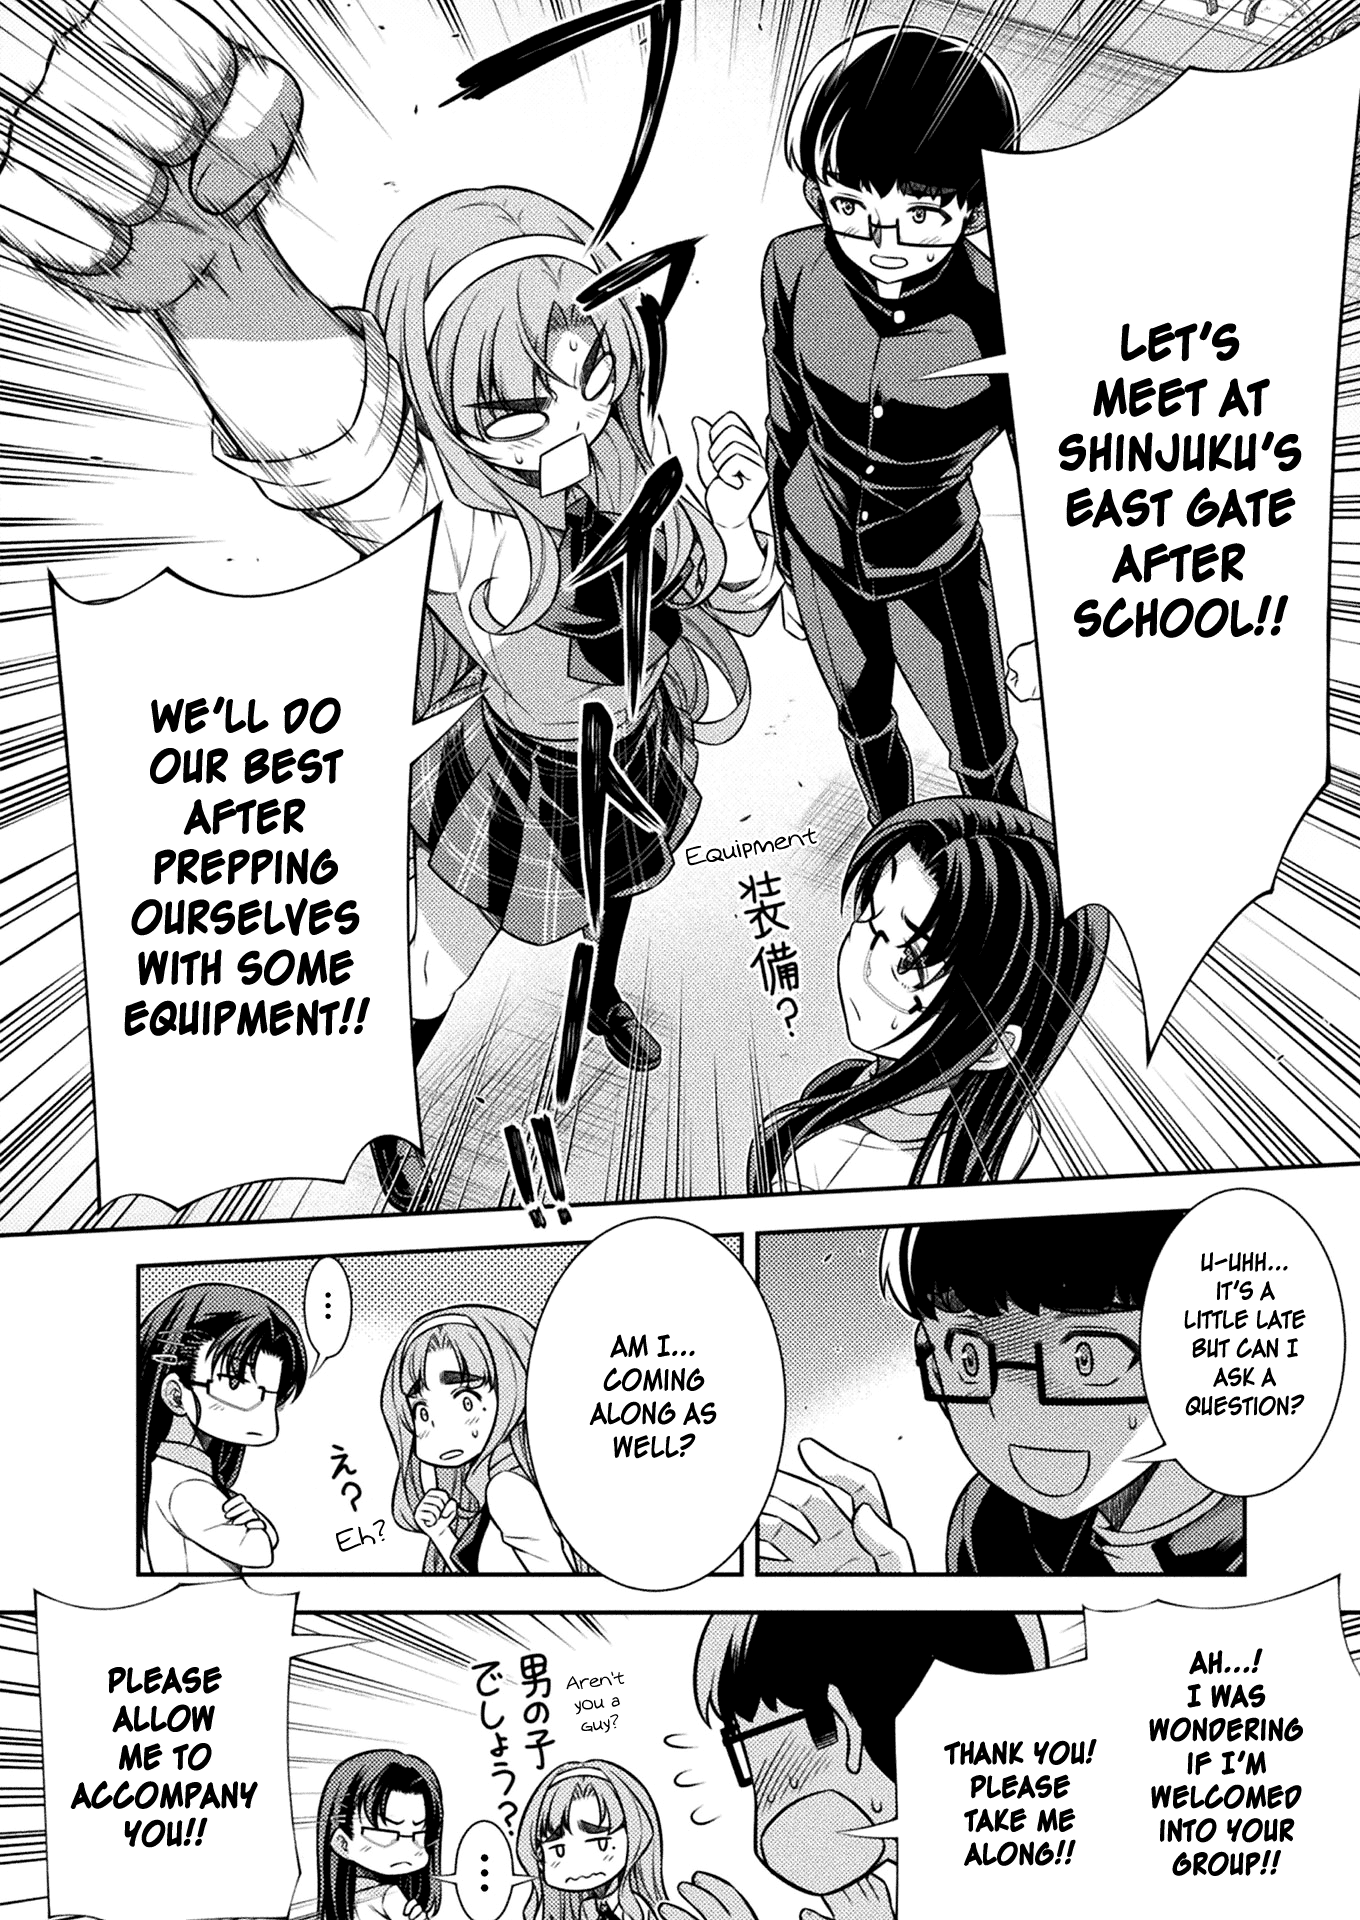 LET'S
MEET AT
SHINJUKU'S
EAST GATE
AFTER
SCHOOL!!
WE'LL DO
OUR BEST
AFTER
PREPPING
OURSELVES
WITH SOME
EQUIPMENT!!
Equipment
装備?
!!
U-UHH...
IT'S A
LITTLE LATE
BUT CAN I
ASK A
QUESTION?
AM I...
COMING
ALONG AS
WELL?
え?
Eh?
...
AH...!
I WAS
WONDERING
IF I'M
WELCOMED
INTO YOUR
GROUP!!
THANK YOU!
PLEASE
TAKE ME
ALONG!!
Aren't
you a
Guy?
男の子
でしょう?
...
PLEASE
ALLOW
ME TO
ACCOMPANY
YOU!!